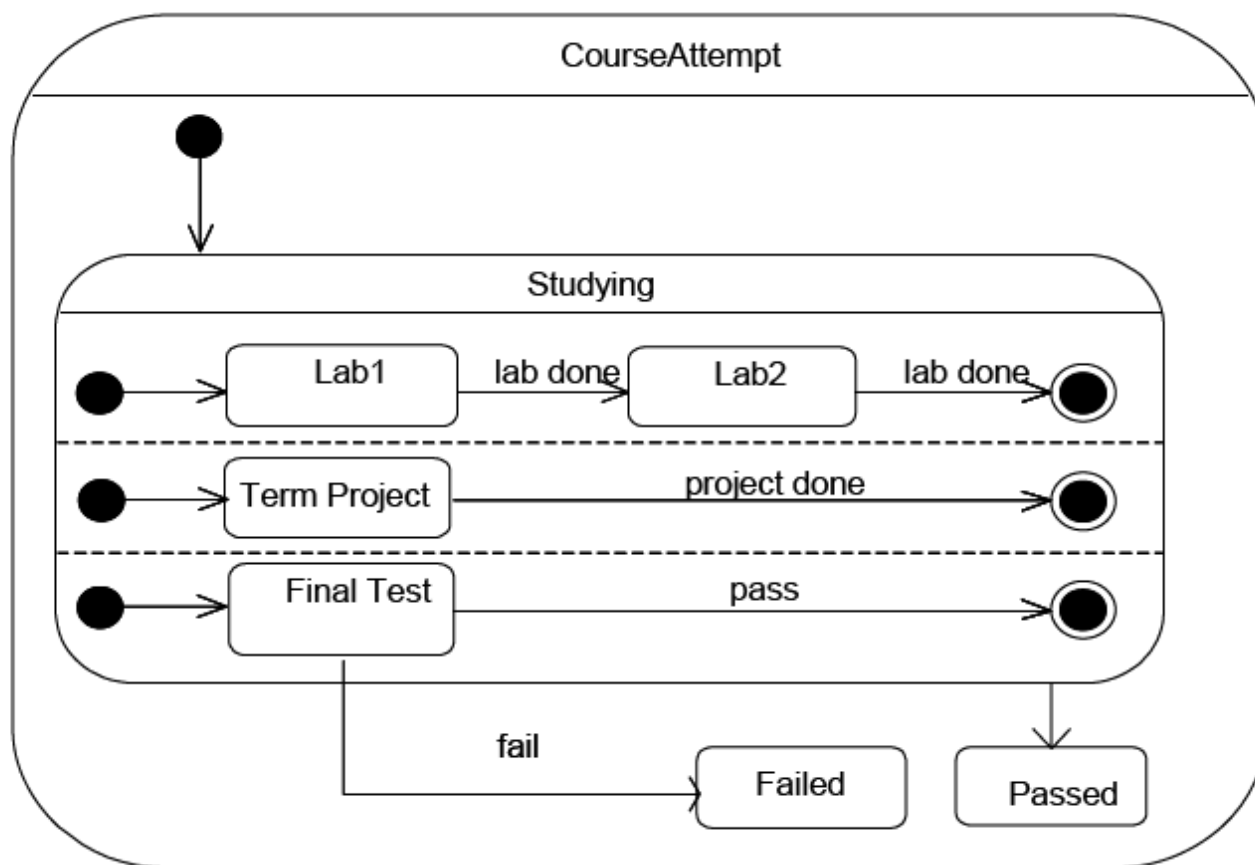 CourseAttempt
Studying
Lab1
lab done
Lab2
lab done
Term Project
project done
Final Test
pass
fail
Failed
Passed